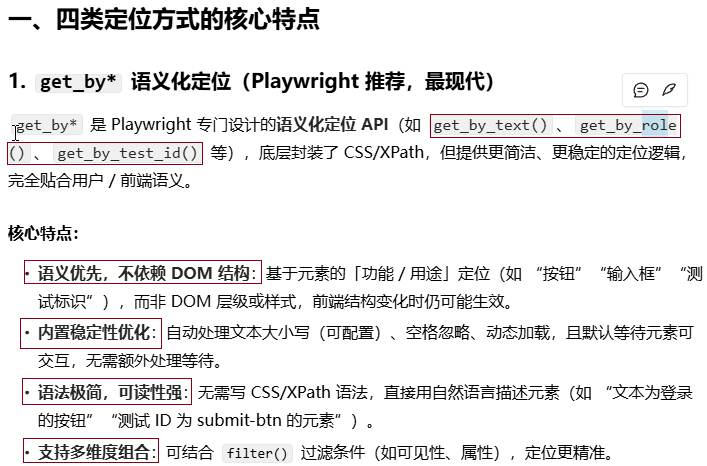 一、四类定位方式的核心特点
1. get_by* 语义化定位（Playwright 推荐，最现代）
get_by* 是 Playwright 专门设计的语义化定位 API（如 get_by_text() 、 get_by_role
() 、 get_by_test_id() 等），底层封装了 CSS/XPath，但提供更简洁、更稳定的定位逻辑，
完全贴合用户 / 前端语义。
核心特点：
• 语义优先，不依赖 DOM 结构：基于元素的「功能 / 用途」定位（如 “按钮” “输入框” “测
试标识” ），而非 DOM 层级或样式，前端结构变化时仍可能生效。
• 内置稳定性优化：自动处理文本大小写（可配置）、空格忽略、动态加载，且默认等待元素可
交互，无需额外处理等待。
• 语法极简，可读性强：无需写 CSS/XPath 语法，直接用自然语言描述元素（如 “文本为登录
的按钮” “测试 ID 为 submit-btn 的元素” ）。
• 支持多维度组合：可结合 filter() 过滤条件（如可见性、属性），定位更精准。